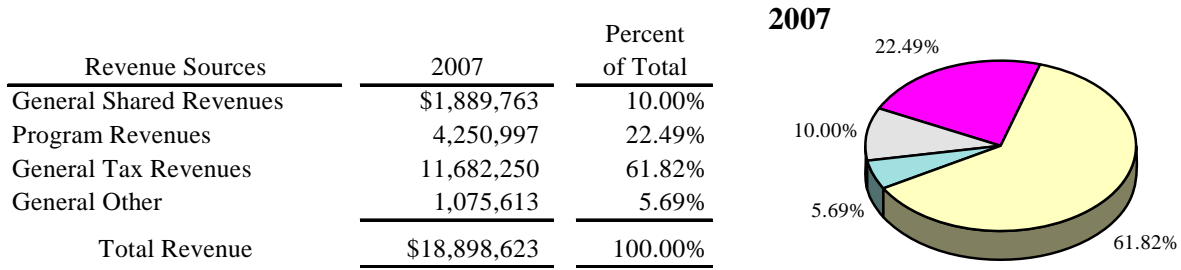 Percent
Revenue Sources 2007 of Total
General Shared Revenues $1,889,763 10.00%
Program Revenues 4,250,997 22.49%
General Tax Revenues 11,682,250 61.82%
General Other 1,075,613 5.69%
Total Revenue $18,898,623 100.00%
2007
22.49%
10.00%
5.69%
61.82%